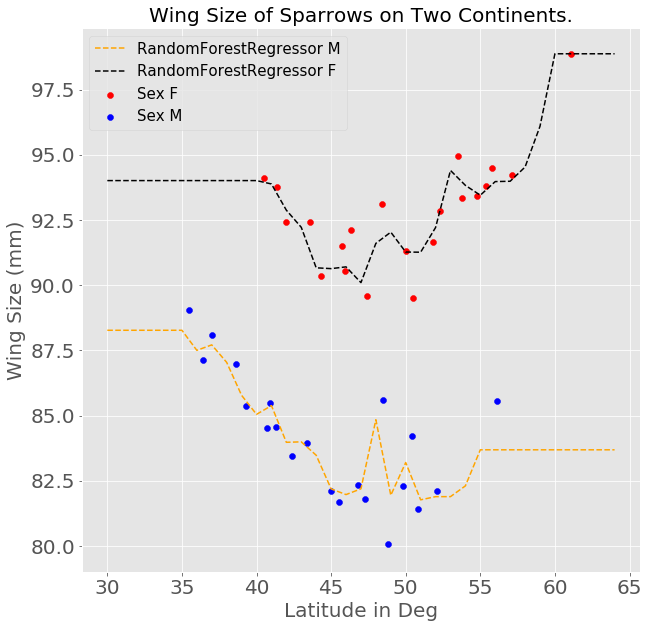 Wing Size of Sparrows on Two Continents.
RandomForestRegressor M
RandomForestRegressor F
Sex F
Sex M
97.5
95.0
92.5
90.0
87.5
85.0
82.5
80.0
Wing Size (mm)
30 35 40 45 50 55 60 65
Latitude in Deg